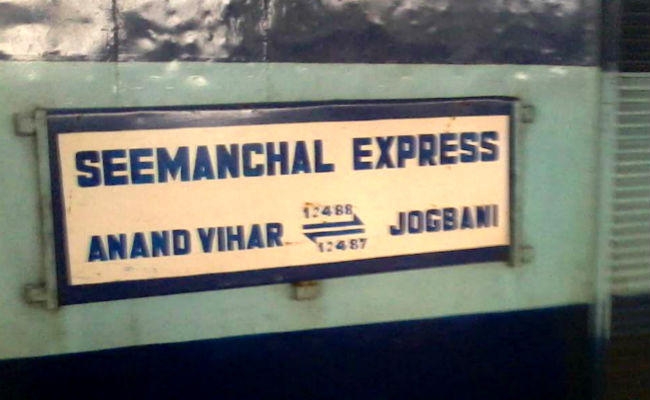 SEEMANCHAL EXPRESS
12488
ANAND VIHAR JOGBANI
12487